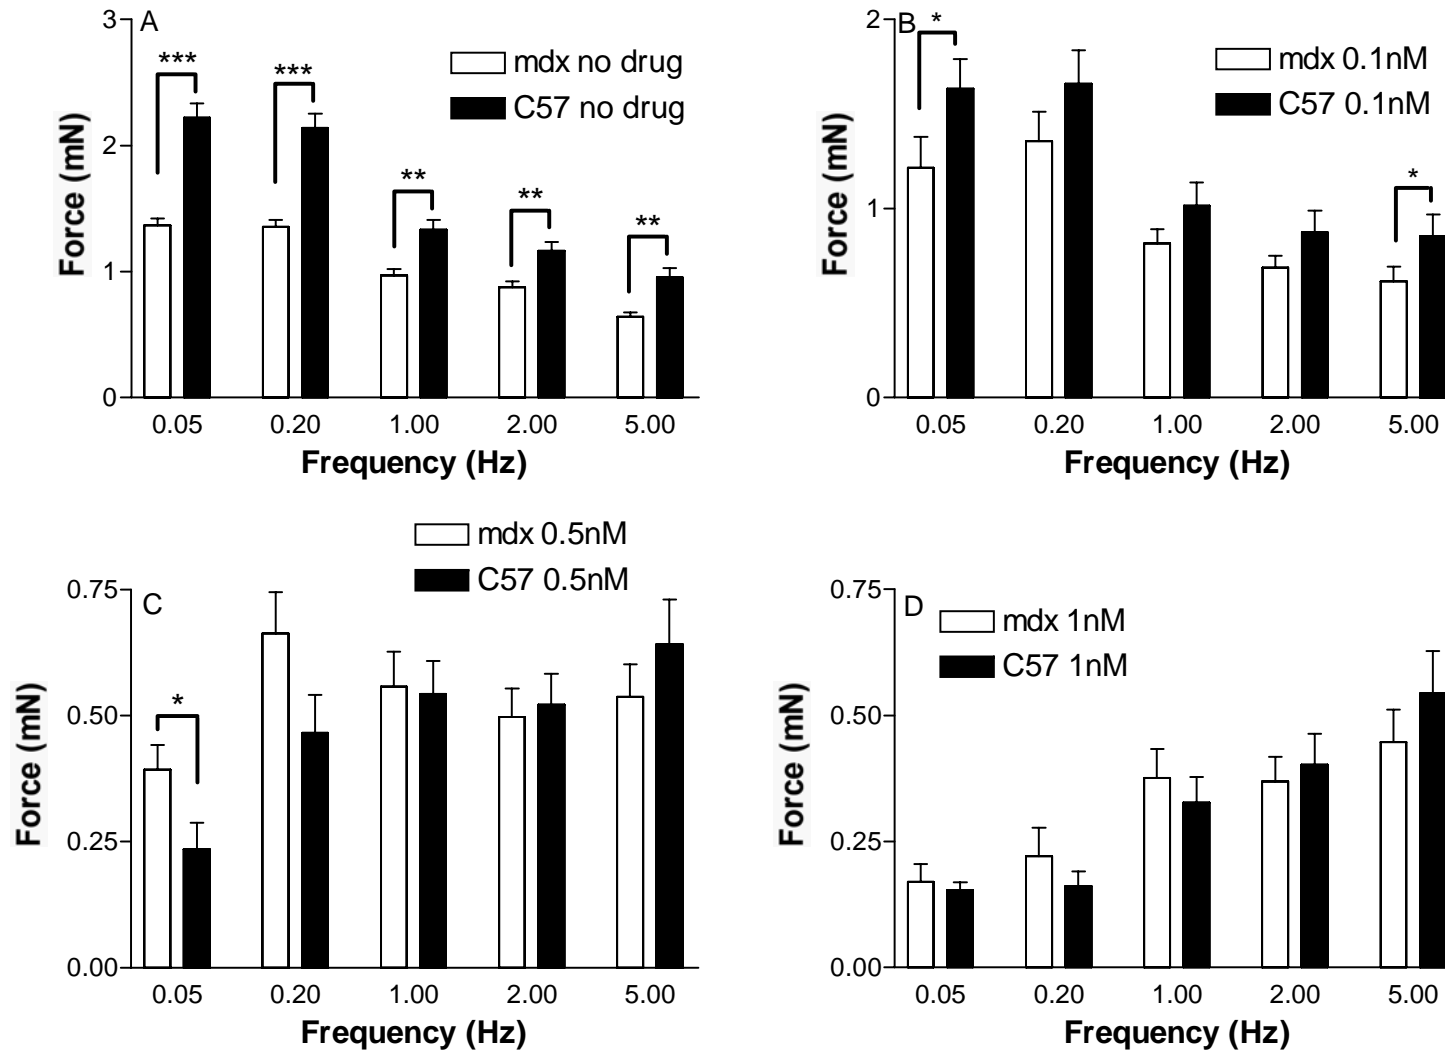 A
mdx no drug
C57 no drug
***
***
**
**
**
3
2
1
0
Force (mN)
0.05 0.20 1.00 2.00 5.00
Frequency (Hz)
B
mdx 0.1nM
C57 0.1nM
*
*
2
1
0
Force (mN)
0.05 0.20 1.00 2.00 5.00
Frequency (Hz)
mdx 0.5nM
C57 0.5nM
C
*
0.75
0.50
0.25
0.00
Force (mN)
0.05 0.20 1.00 2.00 5.00
Frequency (Hz)
D
mdx 1nM
C57 1nM
0.75
0.50
0.25
0.00
Force (mN)
0.05 0.20 1.00 2.00 5.00
Frequency (Hz)